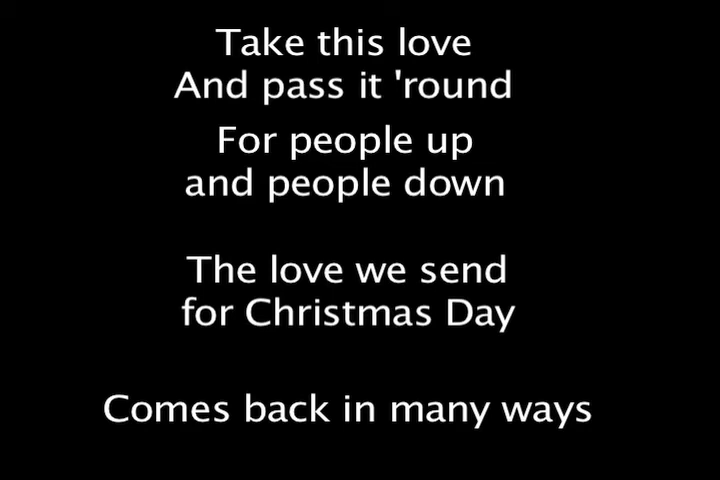 Take this love
And pass it 'round
For people up
and people down
The love we send
for Christmas Day
Comes back in many ways